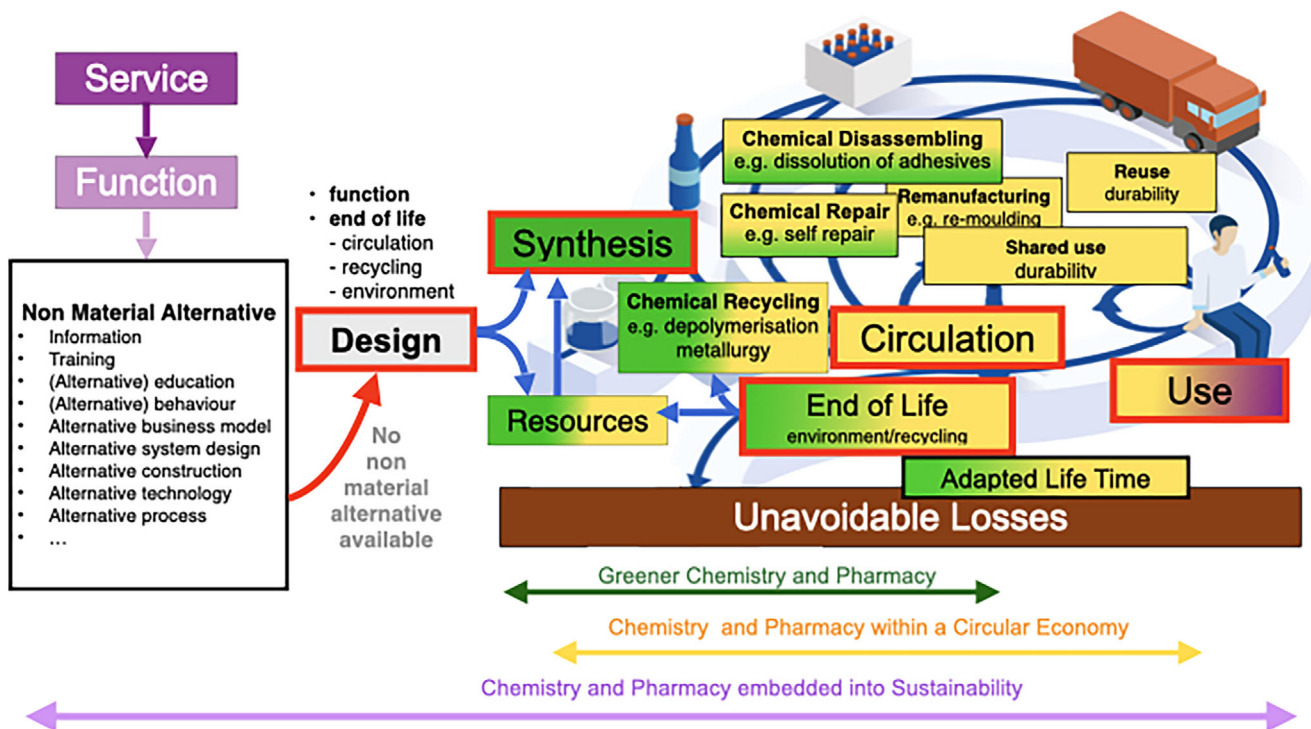 Service
Function
Non Material Alternative
• Information
• Training
• (Alternative) education
• (Alternative) behaviour
• Alternative business model
• Alternative system design
• Alternative construction
• Alternative technology
• Alternative process
• ...
• function
• end of life
- circulation
- recycling
- environment
Design
No
non
material
alternative
available
Synthesis
Resources
Chemical Disassembling
e.g. dissolution of adhesives
Chemical Repair
e.g. self repair
Remanufacturing
e.g. re-moulding
Reuse
durability
Shared use
durability
Chemical Recycling
e.g. depolymerisation
metallurgy
Circulation
Use
End of Life
environment/recycling
Adapted Life Time
Unavoidable Losses
Greener Chemistry and Pharmacy
Chemistry and Pharmacy within a Circular Economy
Chemistry and Pharmacy embedded into Sustainability